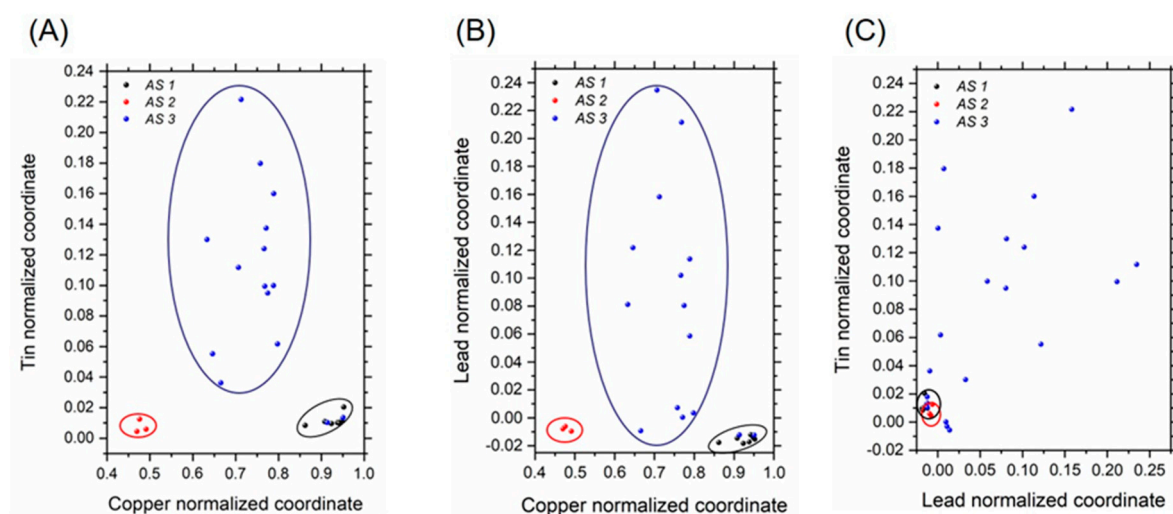 (A)
(B)
(C)
AS 1
AS 2
AS 3
0.24
0.22
0.20
0.18
0.16
0.14
0.12
0.10
0.08
0.06
0.04
0.02
0.00
Tin normalized coordinate
0.4 0.5 0.6 0.7 0.8 0.9 1.0
Copper normalized coordinate
AS 1
AS 2
AS 3
0.24
0.22
0.20
0.18
0.16
0.14
0.12
0.10
0.08
0.06
0.04
0.02
0.00
-0.02
Lead normalized coordinate
0.4 0.5 0.6 0.7 0.8 0.9 1.0
Copper normalized coordinate
AS 1
AS 2
AS 3
0.24
0.22
0.20
0.18
0.16
0.14
0.12
0.10
0.08
0.06
0.04
0.02
0.00
-0.02
Tin normalized coordinate
0.00 0.05 0.10 0.15 0.20 0.25
Lead normalized coordinate